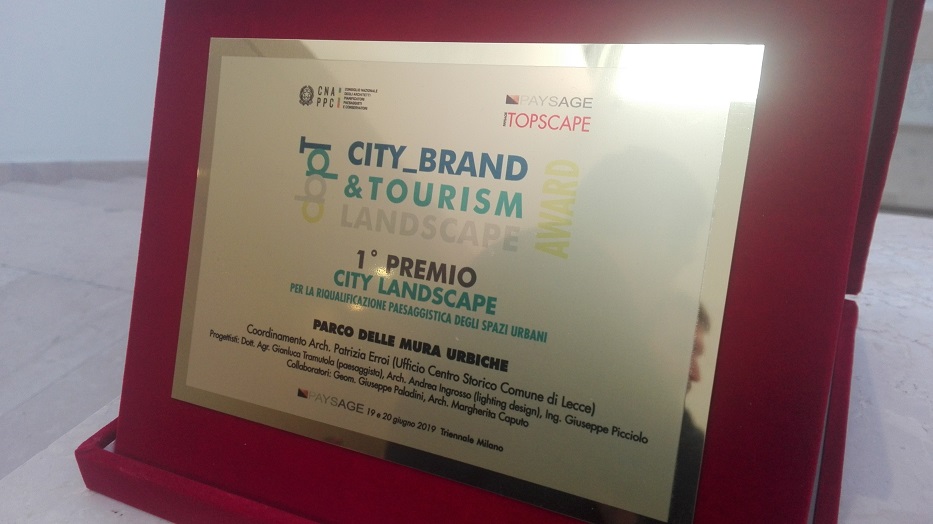 CNA
PPC
CONSIGLIO NAZIONALE
DEGLI ARCHITETTI
PIANIFICATORI
PAESAGGISTI
E CONSERVATORI
PAYSAGE
TOPSCAPE
cbpT
CITY_BRAND
& TOURISM
LANDSCAPE
AWARD
1° PREMIO
CITY LANDSCAPE
PER LA RIQUALIFICAZIONE PAESAGGISTICA DEGLI SPAZI URBANI
PARCO DELLE MURA URBICHE
Coordinamento Arch. Patrizia Erroi (Ufficio Centro Storico Comune di Lecce)
Progettisti: Dott. Agr. Gianluca Tramutola (paesaggista), Arch. Andrea Ingrosso (lighting design), Ing. Giuseppe Picciolo
Collaboratori: Geom. Giuseppe Paladini, Arch. Margherita Caputo
PAYSAGE 19 e 20 giugno 2019 Triennale Milano